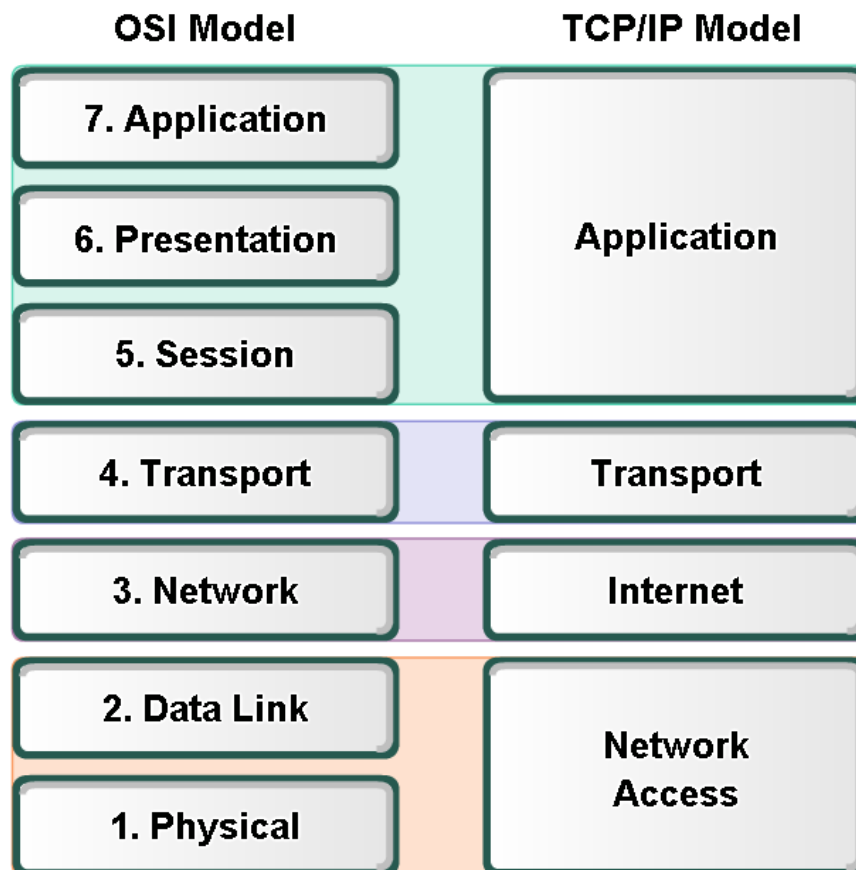 OSI Model
TCP/IP Model
7. Application
6. Presentation
5. Session
4. Transport
3. Network
2. Data Link
1. Physical
Application
Transport
Internet
Network
Access